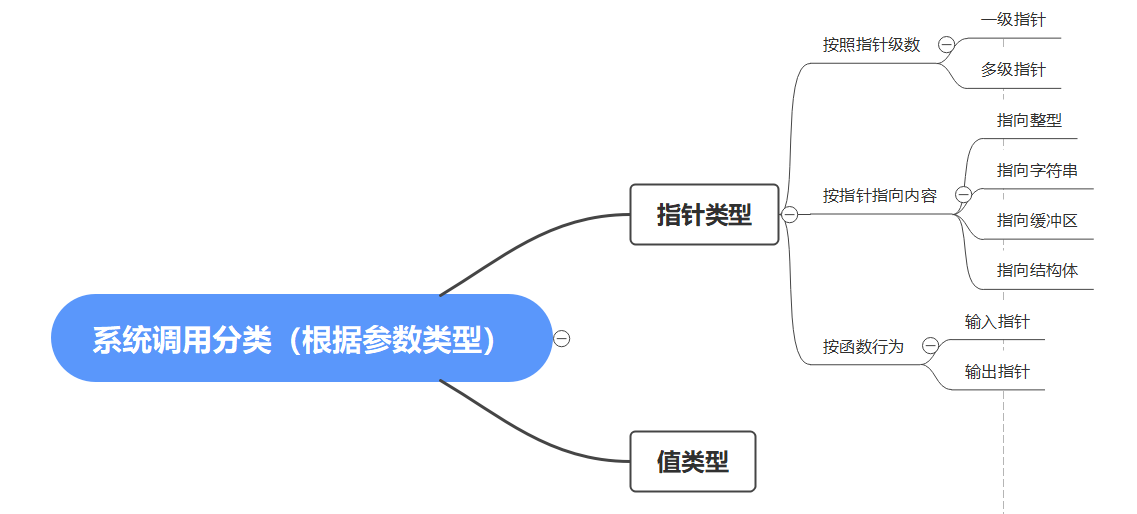 系统调用分类（根据参数类型）
指针类型
按照指针级数
一级指针
多级指针
按指针指向内容
指向整型
指向字符串
指向缓冲区
指向结构体
按函数行为
输入指针
输出指针
值类型